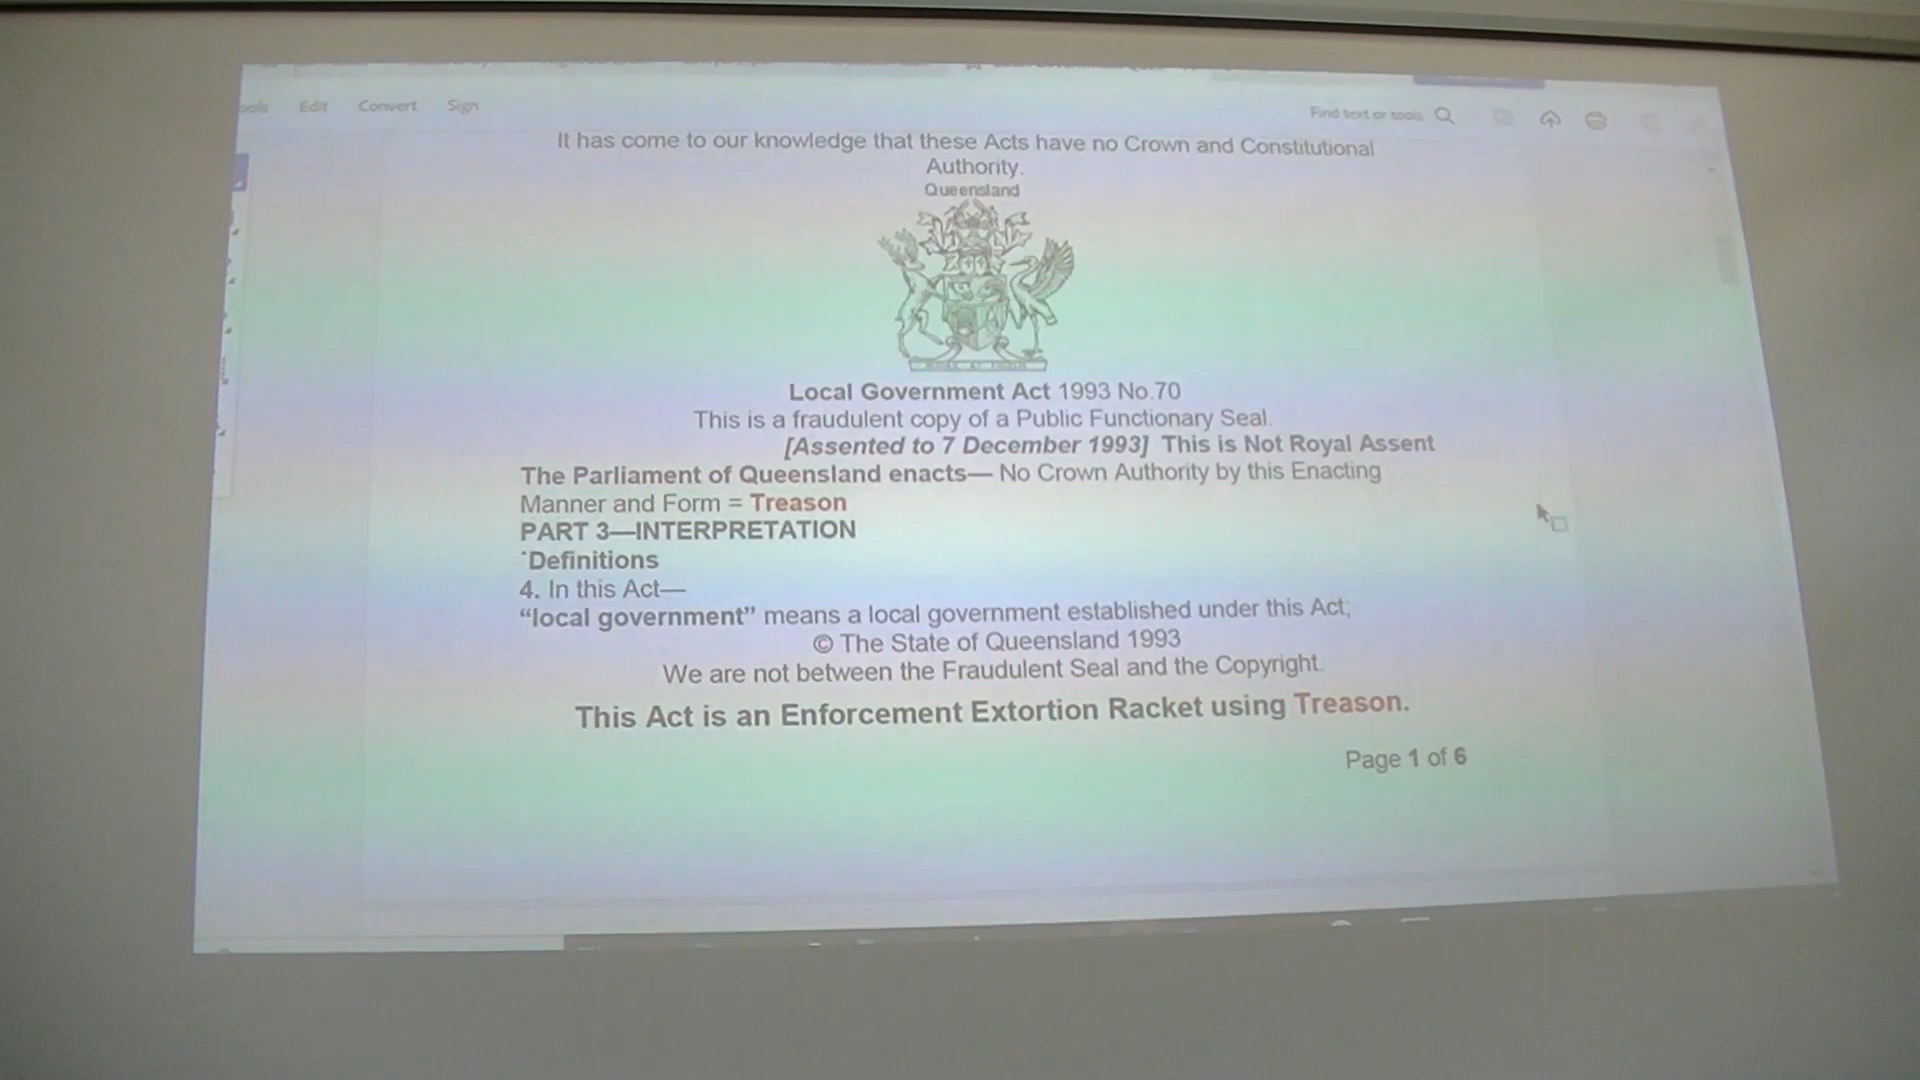 Edit Convert Sign
Find text or tools
It has come to our knowledge that these Acts have no Crown and Constitutional
Authority.
Queensland
Local Government Act 1993 No.70
This is a fraudulent copy of a Public Functionary Seal.
[Assented to 7 December 1993] This is Not Royal Assent
The Parliament of Queensland enacts— No Crown Authority by this Enacting
Manner and Form = Treason
PART 3—INTERPRETATION
˙Definitions
4. In this Act—
“local government” means a local government established under this Act;
© The State of Queensland 1993
We are not between the Fraudulent Seal and the Copyright.
This Act is an Enforcement Extortion Racket using Treason.
Page 1 of 6